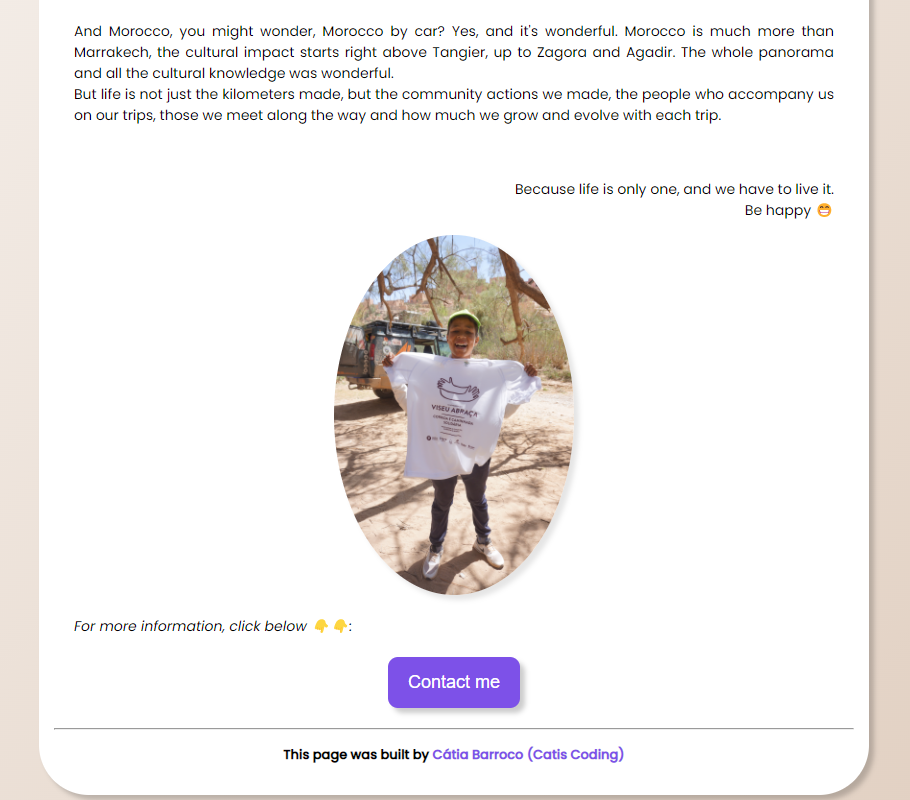 And Morocco, you might wonder, Morocco by car? Yes, and it's wonderful. Morocco is much more than
Marrakech, the cultural impact starts right above Tangier, up to Zagora and Agadir. The whole panorama
and all the cultural knowledge was wonderful.
But life is not just the kilometers made, but the community actions we made, the people who accompany us
on our trips, those we meet along the way and how much we grow and evolve with each trip.
Because life is only one, and we have to live it.
Be happy 😁
VISEU ABRAÇA
For more information, click below 👇👇:
Contact me
This page was built by Cátia Barroco (Catis Coding)